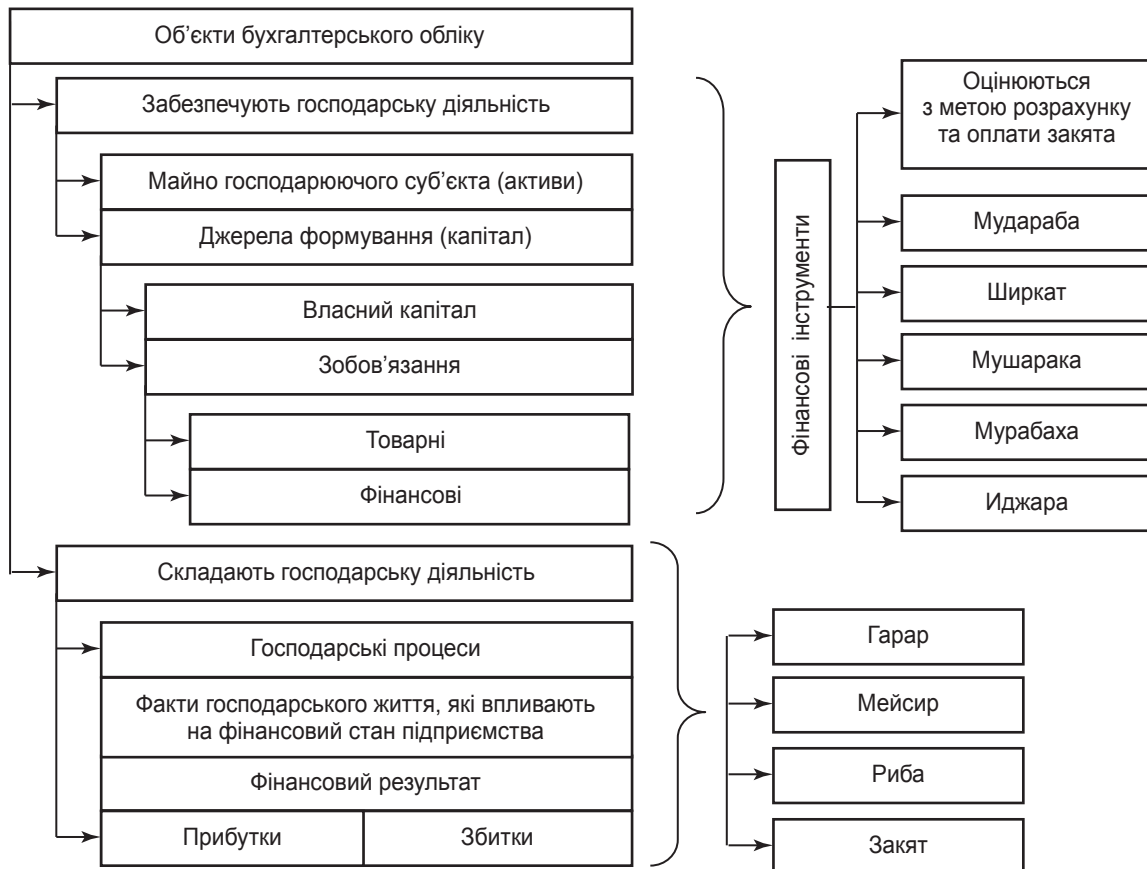 Об’єкти бухгалтерського обліку
Забезпечують господарську діяльність
Майно господарюючого суб’єкта (активи)
Джерела формування (капітал)
Власний капітал
Зобов’язання
Товарні
Фінансові
Фінансові інструменти
Оцінюються
з метою розрахунку
та оплати закята
Мудараба
Ширкат
Мушарака
Мурабаха
Иджара
Складають господарську діяльність
Господарські процеси
Факти господарського життя, які впливають
на фінансовий стан підприємства
Фінансовий результат
Прибутки
Збитки
Гарар
Мейсир
Риба
Закят